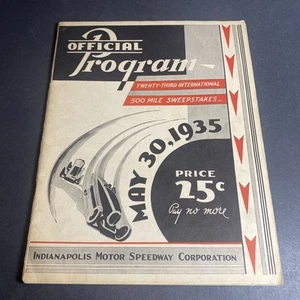 OFFICIAL
Program
TWENTY-THIRD INTERNATIONAL
500 MILE SWEEPSTAKES
MAY 30, 1935
PRICE
25c
Pay no more
INDIANAPOLIS MOTOR SPEEDWAY CORPORATION